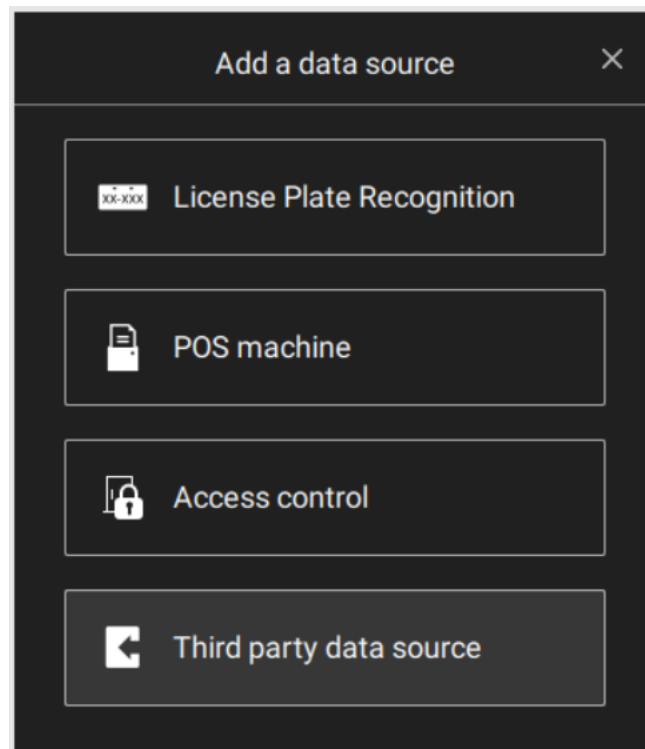 Add a data source
XX-XXX
License Plate Recognition
POS machine
Access control
Third party data source